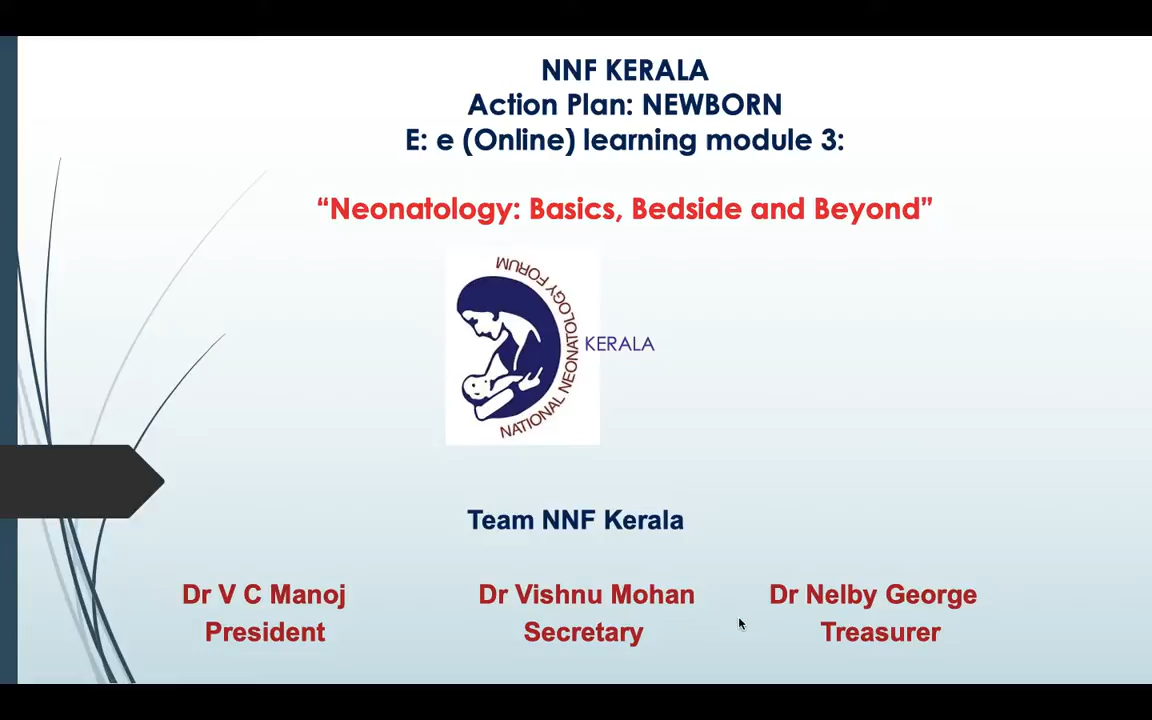 NNF KERALA
Action Plan: NEWBORN
E: e (Online) learning module 3:
“Neonatology: Basics, Bedside and Beyond”
NATIONAL NEONATOLOGY FORUM
KERALA
Team NNF Kerala
Dr V C Manoj
President
Dr Vishnu Mohan
Secretary
Dr Nelby George
Treasurer